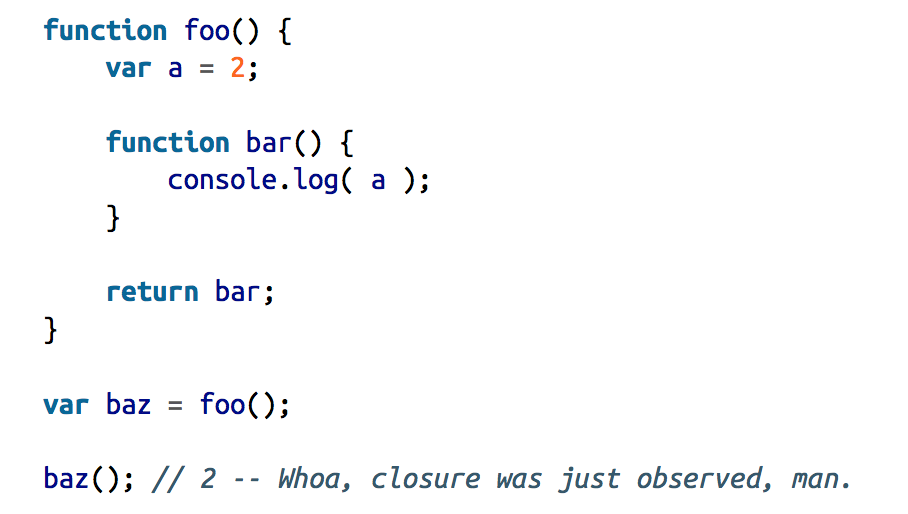 function foo() {
    var a = 2;

    function bar() {
        console.log( a );
    }

    return bar;
}

var baz = foo();

baz(); // 2 -- Whoa, closure was just observed, man.